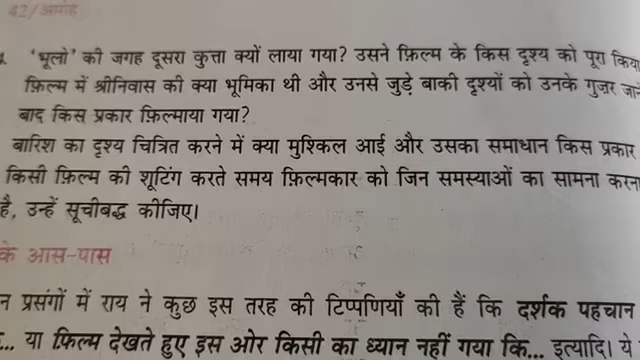 42/आरोह
'भूलो' की जगह दूसरा कुत्ता क्यों लाया गया? उसने फ़िल्म के किस दृश्य को पूरा किया
फ़िल्म में श्रीनिवास की क्या भूमिका थी और उनसे जुड़े बाकी दृश्यों को उनके गुज़र जाने
बाद किस प्रकार फ़िल्माया गया?
बारिश का दृश्य चित्रित करने में क्या मुश्किल आई और उसका समाधान किस प्रकार
किसी फ़िल्म की शूटिंग करते समय फ़िल्मकार को जिन समस्याओं का सामना करना
है, उन्हें सूचीबद्ध कीजिए।
के आस-पास
न प्रसंगों में राय ने कुछ इस तरह की टिप्पणियाँ की हैं कि दर्शक पहचान
... या फ़िल्म देखते हुए इस ओर किसी का ध्यान नहीं गया कि... इत्यादि। ये